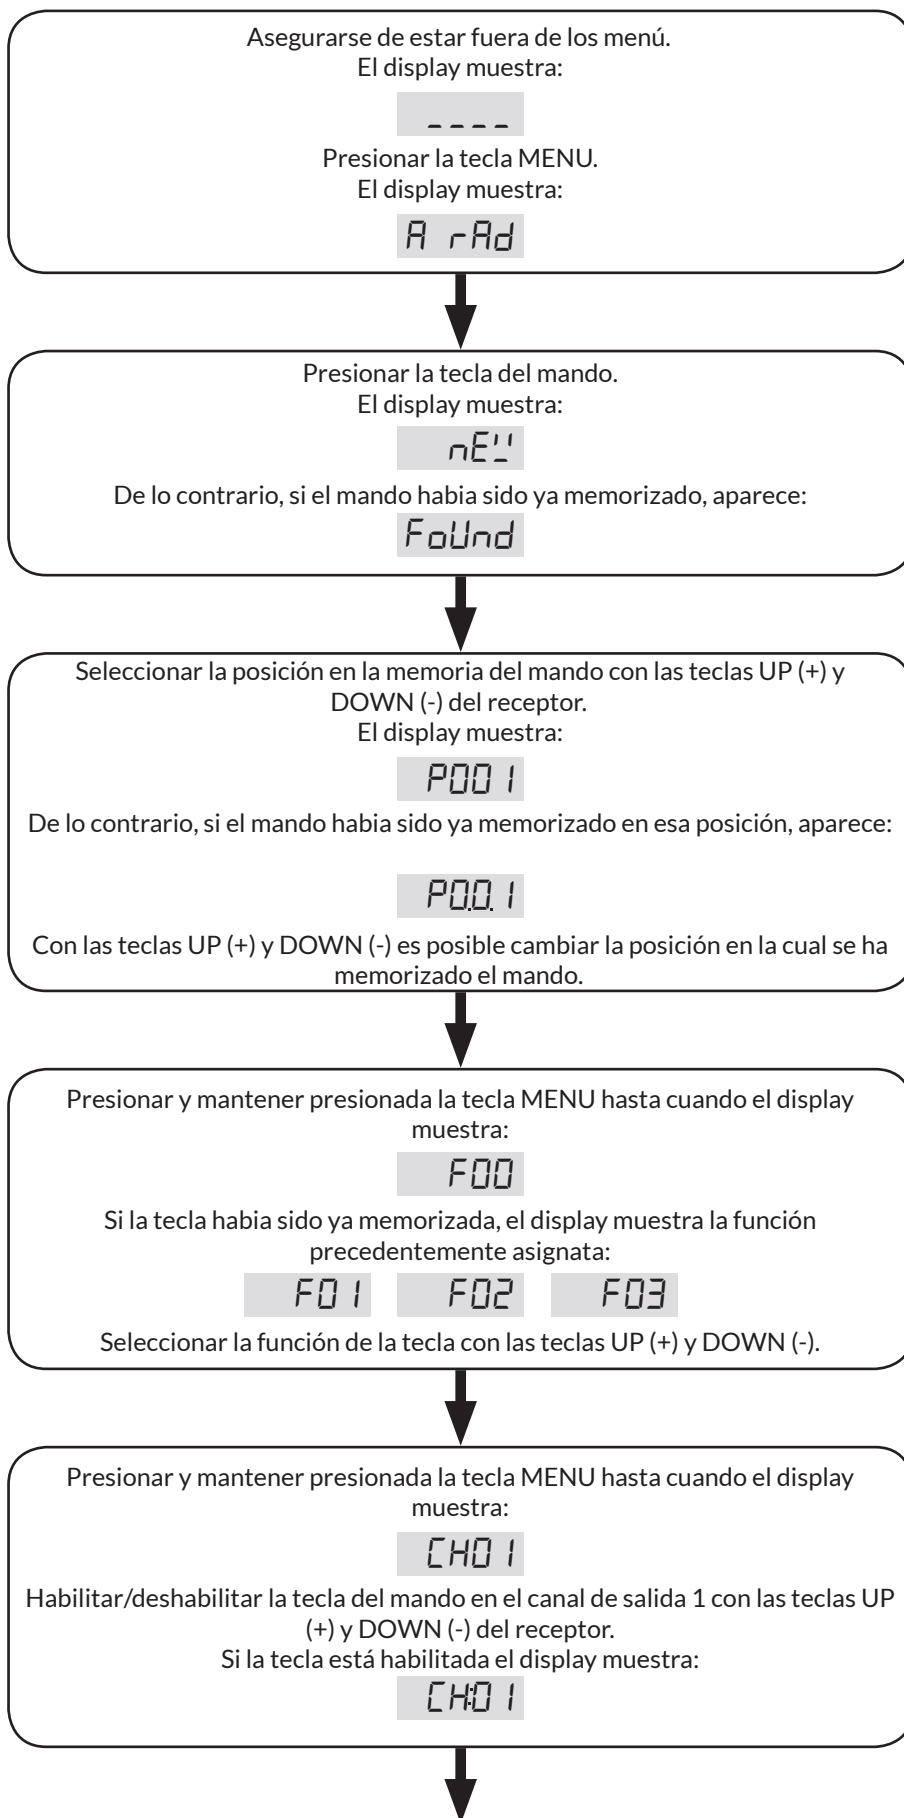 Asegurarse de estar fuera de los menú.
El display muestra:
_ _ _ _
Presionar la tecla MENU.
El display muestra:
A rAd
Presionar la tecla del mando.
El display muestra:
nEW
De lo contrario, si el mando habia sido ya memorizado, aparece:
FoUnd
Seleccionar la posición en la memoria del mando con las teclas UP (+) y
DOWN (-) del receptor.
El display muestra:
P001
De lo contrario, si el mando habia sido ya memorizado en esa posición, aparece:
P0.0.1
Con las teclas UP (+) y DOWN (-) es posible cambiar la posición en la cual se ha
memorizado el mando.
Presionar y mantener presionada la tecla MENU hasta cuando el display
muestra:
F00
Si la tecla habia sido ya memorizada, el display muestra la función
precedentemente asignata:
F01 F02 F03
Seleccionar la función de la tecla con las teclas UP (+) y DOWN (-).
Presionar y mantener presionada la tecla MENU hasta cuando el display
muestra:
CH01
Habilitar/deshabilitar la tecla del mando en el canal de salida 1 con las teclas UP
(+) y DOWN (-) del receptor.
Si la tecla está habilitada el display muestra:
CH:01